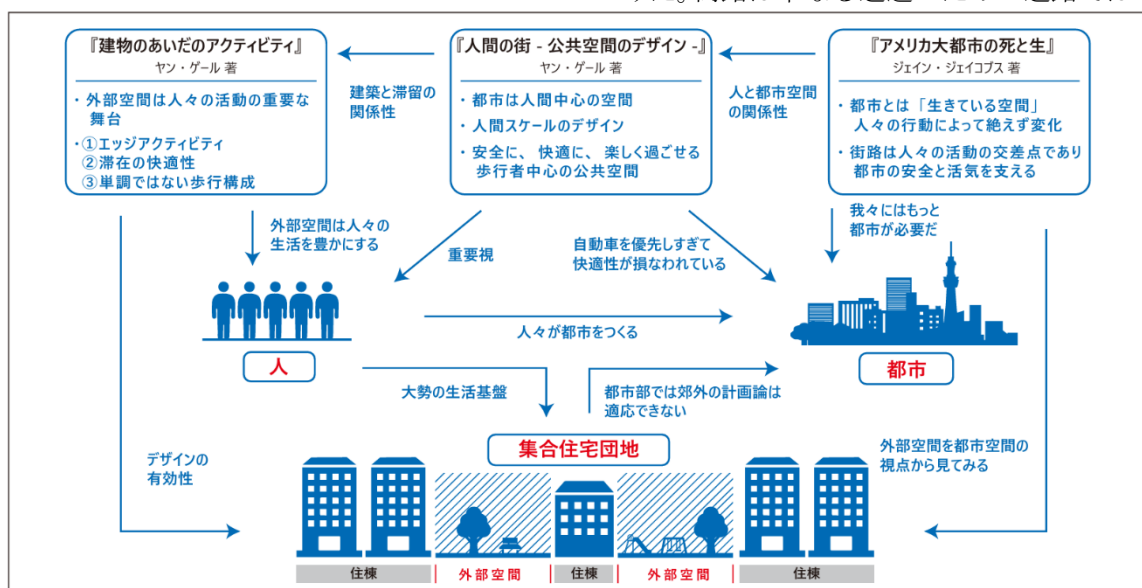 『建物のあいだのアクティビティ』
ヤン・ゲール 著
・外部空間は人々の活動の重要な
舞台
・①エッジアクティビティ
②滞在の快適性
③単調ではない歩行構成
建築と滞留の
関係性
『人間の街 - 公共空間のデザイン -』
ヤン・ゲール 著
・都市は人間中心の空間
・人間スケールのデザイン
・安全に、快適に、楽しく過ごせる
歩行者中心の公共空間
人と都市空間
の関係性
『アメリカ大都市の死と生』
ジェイン・ジェイコブス 著
・都市とは「生きている空間」
人々の行動によって絶えず変化
・街路は人々の活動の交差点であり
都市の安全と活気を支える
外部空間は人々の
生活を豊かにする
重要視
自動車を優先しすぎて
快適性が損なわれている
我々にはもっと
都市が必要だ
人々が都市をつくる
人
都市
大勢の生活基盤
都市部では郊外の計画論は
適応できない
集合住宅団地
デザインの
有効性
外部空間を都市空間の
視点から見てみる
住棟
外部空間
住棟
外部空間
住棟